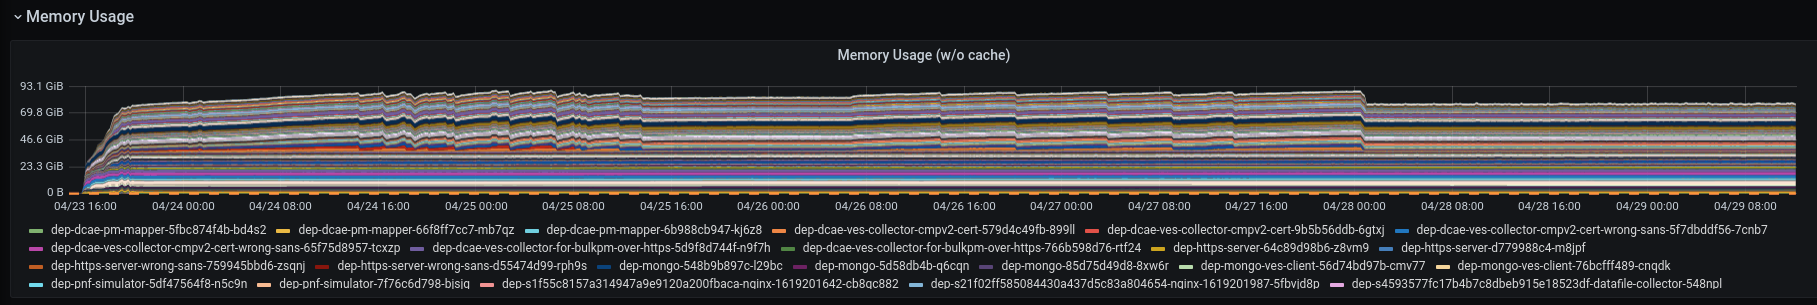 Memory Usage
Memory Usage (w/o cache)
93.1 GiB
69.8 GiB
46.6 GiB
23.3 GiB
0 B
04/23 16:00 04/24 00:00 04/24 08:00 04/24 16:00 04/25 00:00 04/25 08:00 04/25 16:00 04/26 00:00 04/26 08:00 04/26 16:00 04/27 00:00 04/27 08:00 04/27 16:00 04/28 00:00 04/28 08:00 04/28 16:00 04/29 00:00 04/29 08:00
dep-dcae-pm-mapper-5fbc874f4b-bd4s2 dep-dcae-pm-mapper-66f8ff7cc7-mb7qz dep-dcae-pm-mapper-6b988cb947-kj6z8 dep-dcae-ves-collector-cmpv2-cert-579d4c49fb-899ll dep-dcae-ves-collector-cmpv2-cert-9b5b56ddb-6gtxj dep-dcae-ves-collector-cmpv2-cert-wrong-sans-5f7dbddf56-7cnb7
dep-dcae-ves-collector-cmpv2-cert-wrong-sans-65f75d8957-tcxzp dep-dcae-ves-collector-for-bulkpm-over-https-5d9f8d744f-n9f7h dep-dcae-ves-collector-for-bulkpm-over-https-766b598d76-rtf24 dep-https-server-64c89d98b6-z8vm9 dep-https-server-d779988c4-m8jpf
dep-https-server-wrong-sans-759945bbd6-zsqnj dep-https-server-wrong-sans-d55474d99-rph9s dep-mongo-548b9b897c-l29bc dep-mongo-5d58db4b-q6cqn dep-mongo-85d75d49d8-8xw6r dep-mongo-ves-client-56d74bd97b-cmv77 dep-mongo-ves-client-76bcfff489-cnqdk
dep-pnf-simulator-5df47564f8-n5c9n dep-pnf-simulator-7f76c6d798-bjsjg dep-s1f55c8157a314947a9e9120a200fbaca-nginx-1619201642-cb8qc882 dep-s21f02ff585084430a437d5c83a804654-nginx-1619201987-5fbvjd8p dep-s4593577fc17b4b7c8dbeb915e18523df-datafile-collector-548npl